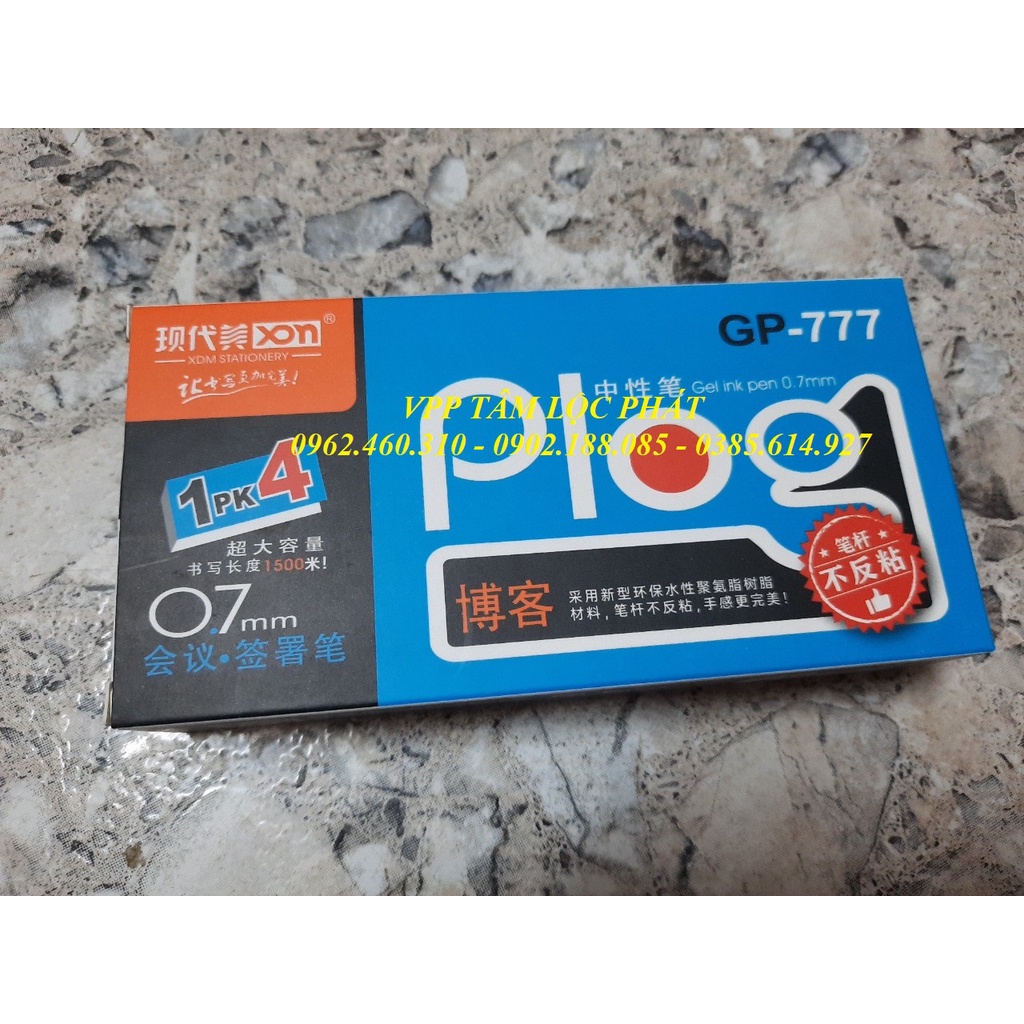 现代美 XDM®
XDM STATIONERY
让书写更加完美!
GP-777
中性笔 Gel ink pen 0.7mm
VPP TÂM LỘC PHÁT
0962.460.310 - 0902.188.085 - 0385.614.927
Plog
1PK4
超大容量
书写长度1500米!
0.7mm
会议·签署笔
博客
采用新型环保水性聚氨脂树脂
材料,笔杆不反粘,手感更完美!
笔杆
不反粘